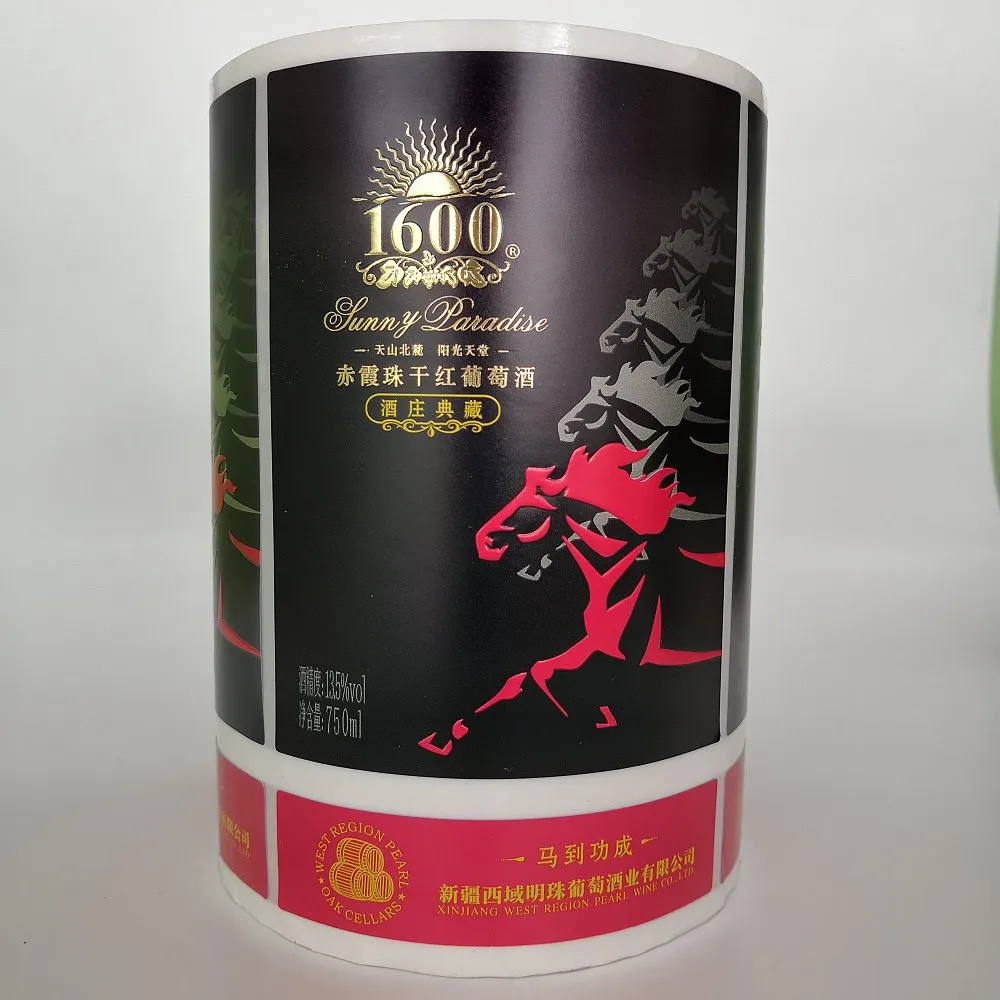 1600®
Sunny Paradise
天山北麓 阳光天堂
赤霞珠干红葡萄酒
酒庄典藏
酒精度:13.5%vol
净含量:750ml
WEST REGION PEARL
OAK CELLARS
马到功成
新疆西域明珠葡萄酒业有限公司
XINJIANG WEST REGION PEARL WINE CO.,LTD.